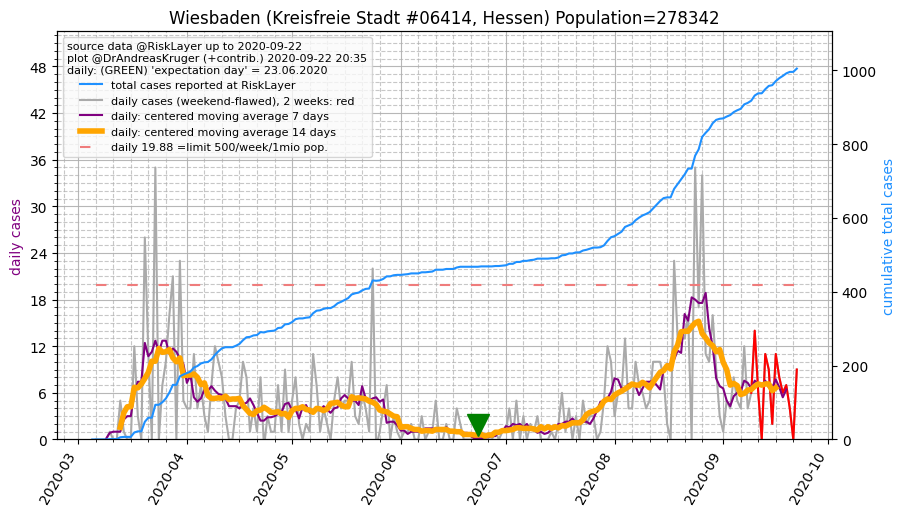 Wiesbaden (Kreisfreie Stadt #06414, Hessen) Population=278342
source data @RiskLayer up to 2020-09-22
plot @DrAndreasKruger (+contrib.) 2020-09-22 20:35
daily: (GREEN) 'expectation day' = 23.06.2020
total cases reported at RiskLayer
daily cases (weekend-flawed), 2 weeks: red
daily: centered moving average 7 days
daily: centered moving average 14 days
daily 19.88 =limit 500/week/1mio pop.
daily cases
48
42
36
30
24
18
12
6
0
1000
800
600
400
200
0
cumulative total cases
2020-03
2020-04
2020-05
2020-06
2020-07
2020-08
2020-09
2020-10